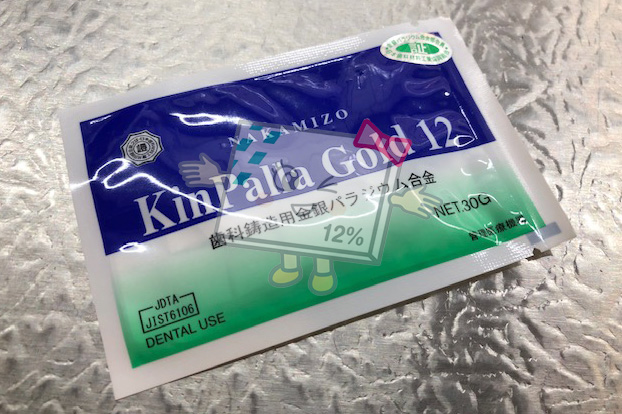 NAKAMIZO
KinPalla Gold 12
歯科鋳造用金銀パラジウム合金
12%
NET.30G
JDTA
JIST6106
DENTAL USE